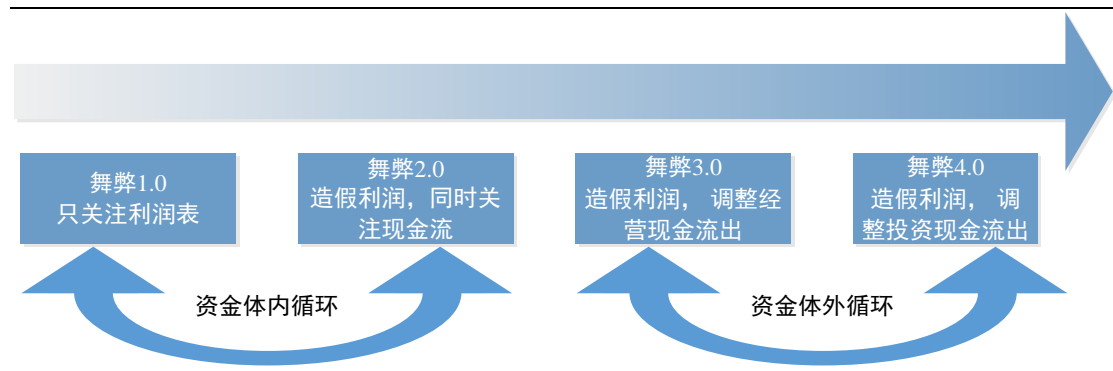 舞弊1.0
只关注利润表
舞弊2.0
造假利润，同时关
注现金流
舞弊3.0
造假利润， 调整经
营现金流出
舞弊4.0
造假利润， 调
整投资现金流出
资金体内循环
资金体外循环